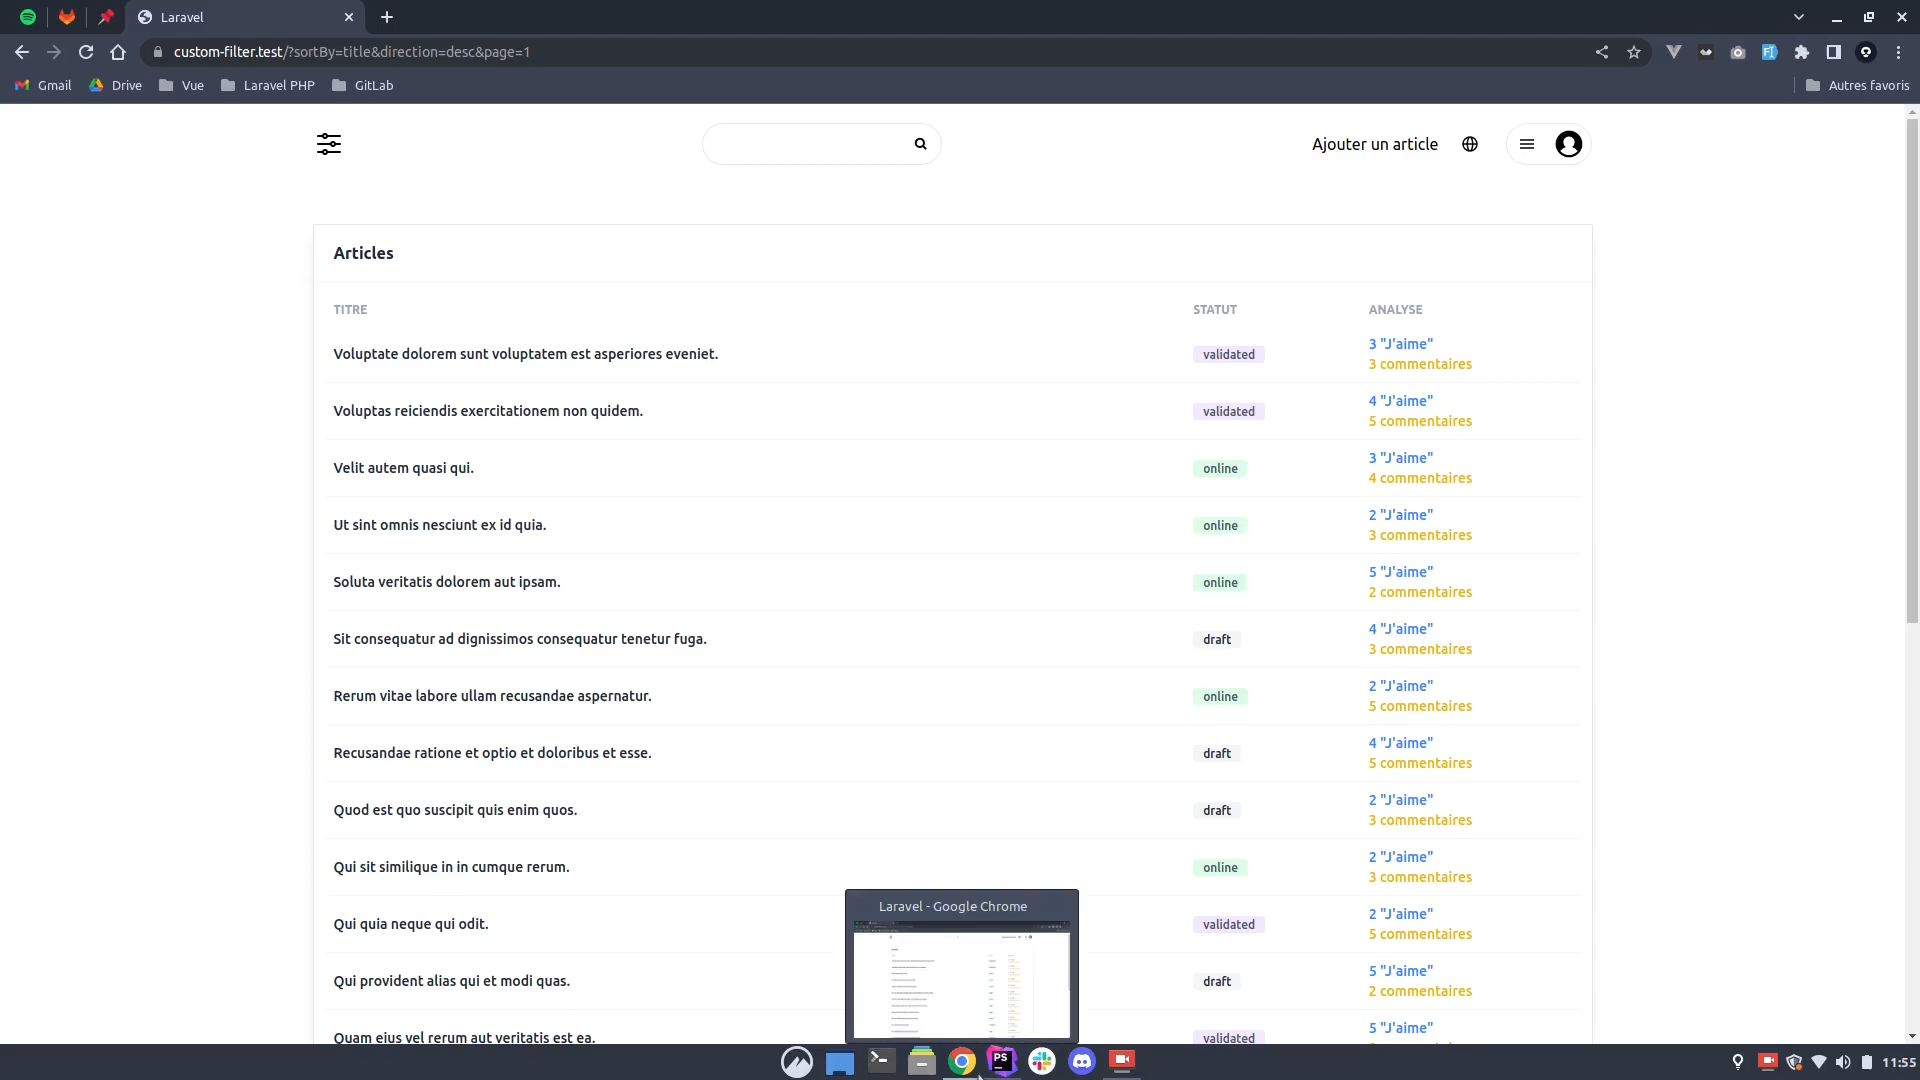 Laravel
custom-filter.test/?sortBy=title&direction=desc&page=1
Gmail
Drive
Vue
Laravel PHP
GitLab
Autres favoris
Ajouter un article
Articles
TITRE STATUT ANALYSE
Voluptate dolorem sunt voluptatem est asperiores eveniet. validated 3 "J'aime"
3 commentaires
Voluptas reiciendis exercitationem non quidem. validated 4 "J'aime"
5 commentaires
Velit autem quasi qui. online 3 "J'aime"
4 commentaires
Ut sint omnis nesciunt ex id quia. online 2 "J'aime"
3 commentaires
Soluta veritatis dolorem aut ipsam. online 5 "J'aime"
2 commentaires
Sit consequatur ad dignissimos consequatur tenetur fuga. draft 4 "J'aime"
3 commentaires
Rerum vitae labore ullam recusandae aspernatur. online 2 "J'aime"
5 commentaires
Recusandae ratione et optio et doloribus et esse. draft 4 "J'aime"
5 commentaires
Quod est quo suscipit quis enim quos. draft 2 "J'aime"
3 commentaires
Qui sit similique in in cumque rerum. online 2 "J'aime"
3 commentaires
Qui quia neque qui odit. validated 2 "J'aime"
5 commentaires
Qui provident alias qui et modi quas. draft 5 "J'aime"
2 commentaires
Quam eius vel rerum aut veritatis est ea. validated 5 "J'aime"
Laravel - Google Chrome
PS
11:55